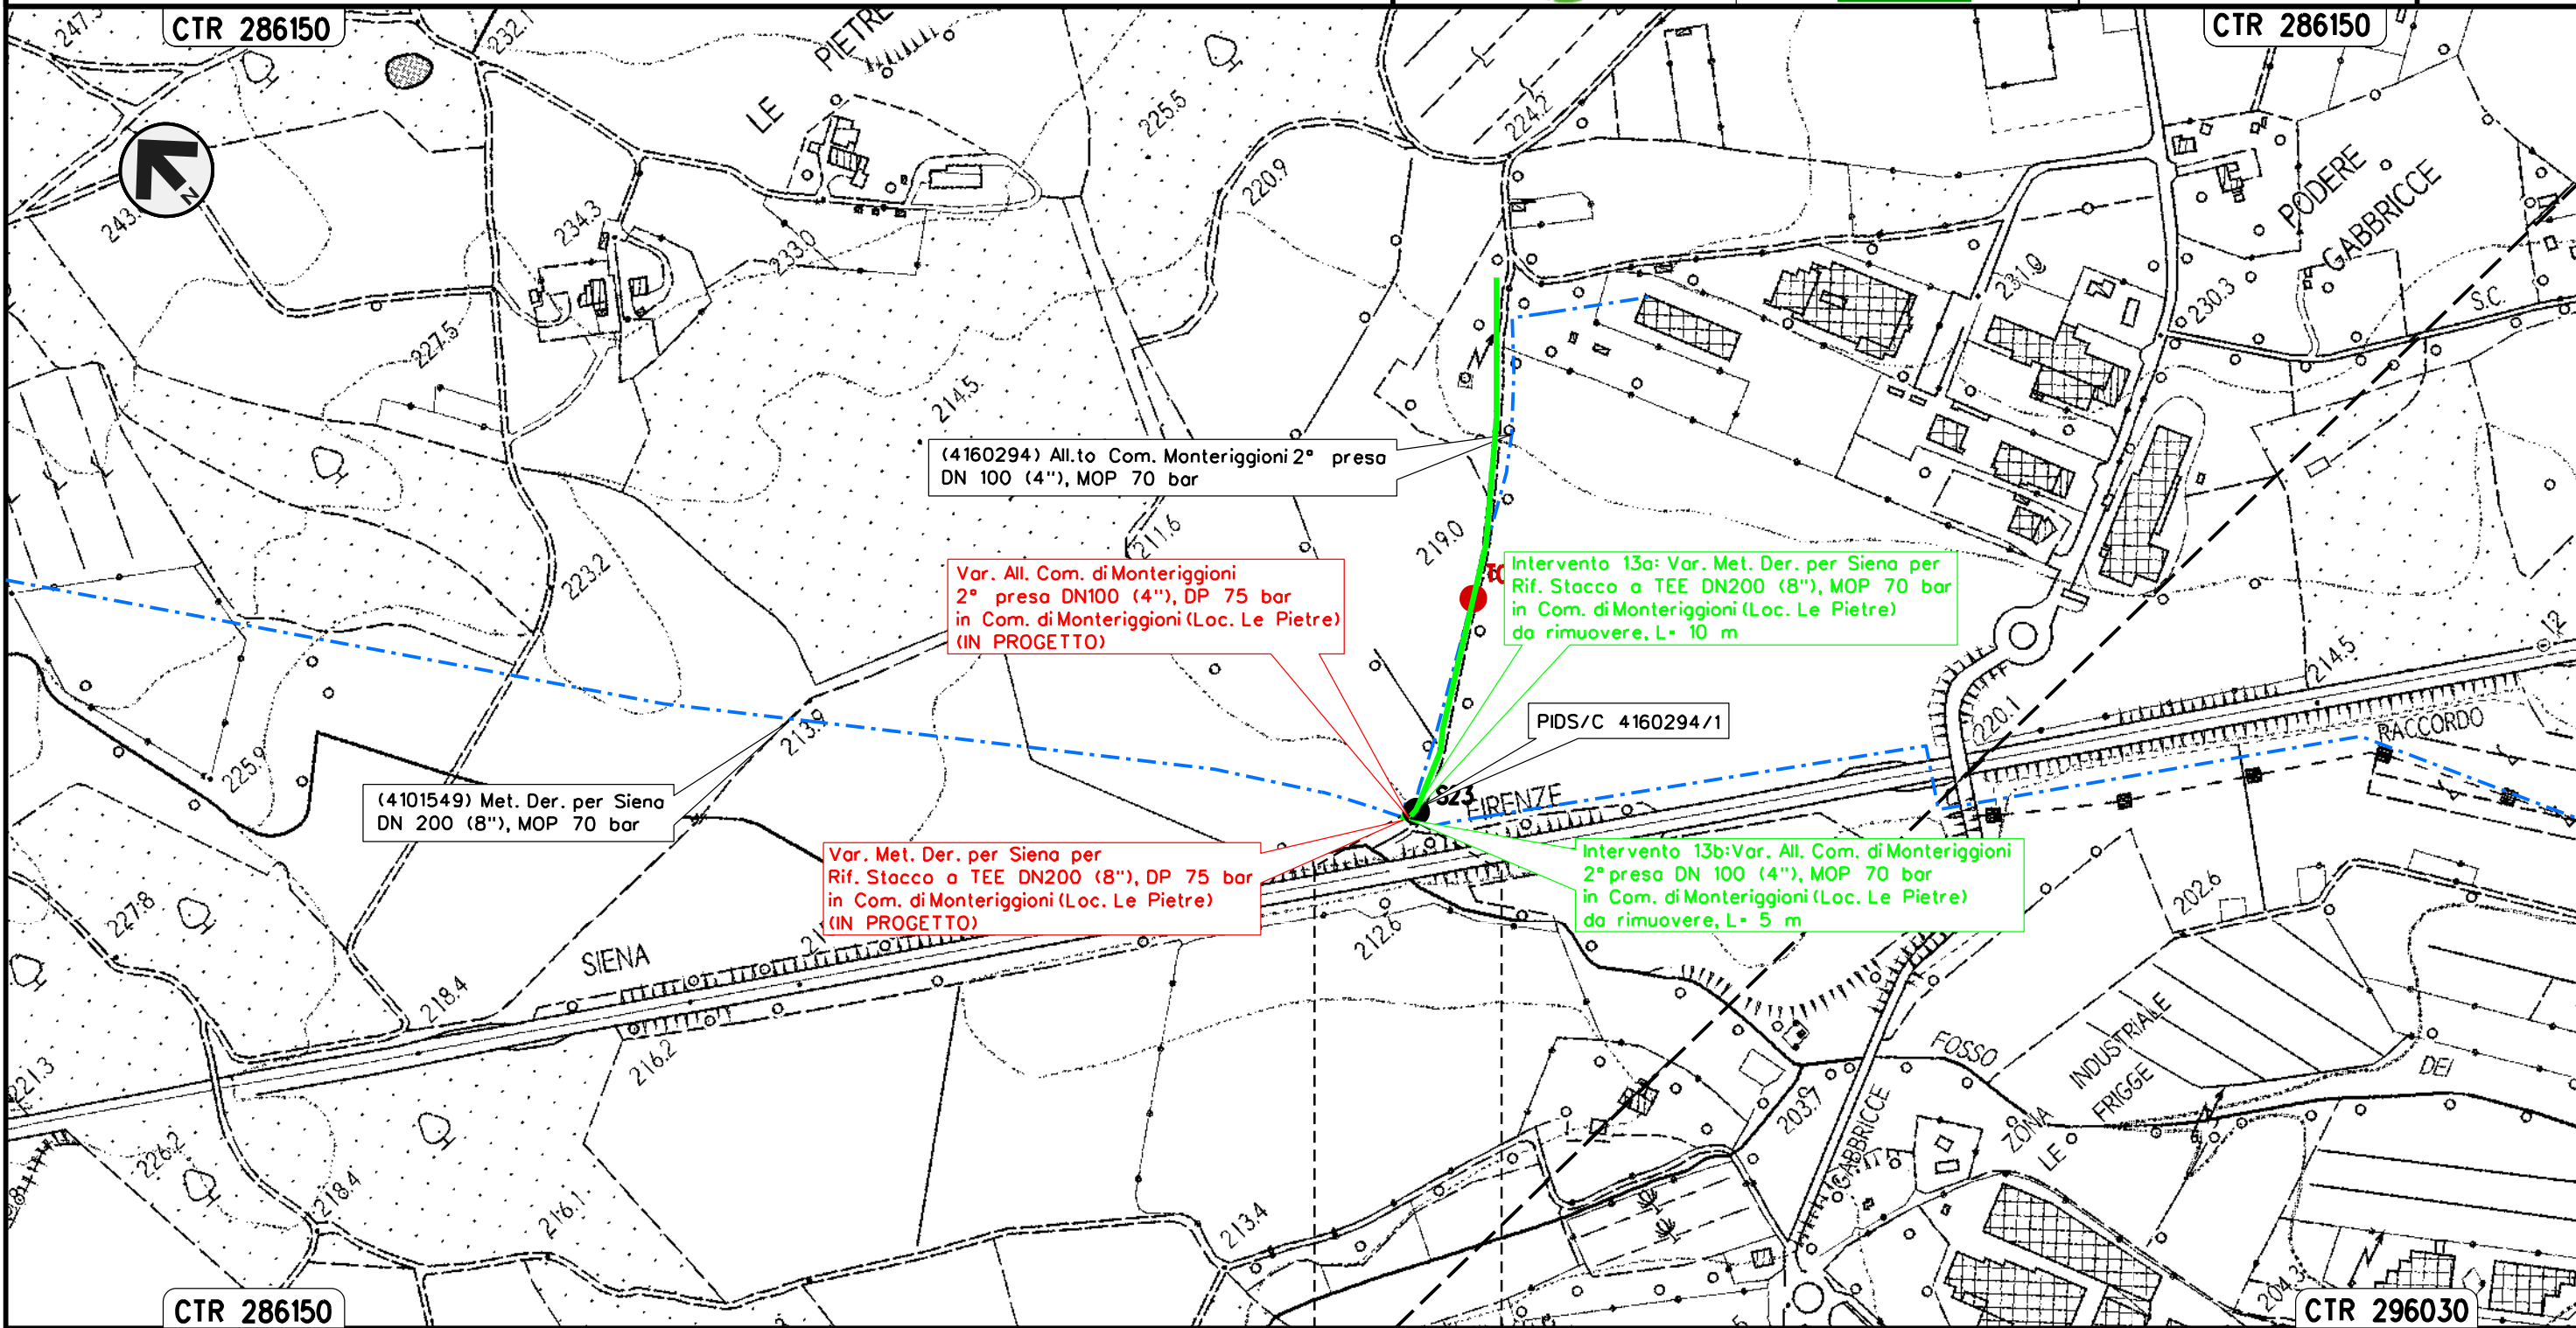 CTR 286150
CTR 286150
247.5
232.1
LE PIETRE
225.5
224.2
220.9
N
234.3
233.0
PODERE
GABBRICCE
231.0
230.3
S.C.
227.5
214.5
(4160294) All.to Com. Monteriggioni 2ª presa
DN 100 (4"), MOP 70 bar
211.6
219.0
223.2
Var. All. Com. di Monteriggioni
2ª presa DN100 (4"), DP 75 bar
in Com. di Monteriggioni (Loc. Le Pietre)
(IN PROGETTO)
Intervento 13a: Var. Met. Der. per Siena per
Rif. Stacco a TEE DN200 (8"), MOP 70 bar
in Com. di Monteriggioni (Loc. Le Pietre)
da rimuovere, L= 10 m
12
214.5
PIDS/C 4160294/1
220.1
RACCORDO
213.9
225.9
(4101549) Met. Der. per Siena
DN 200 (8"), MOP 70 bar
S23
FIRENZE
Var. Met. Der. per Siena per
Rif. Stacco a TEE DN200 (8"), DP 75 bar
in Com. di Monteriggioni (Loc. Le Pietre)
(IN PROGETTO)
Intervento 13b:Var. All. Com. di Monteriggioni
2ª presa DN 100 (4"), MOP 70 bar
in Com. di Monteriggioni (Loc. Le Pietre)
da rimuovere, L= 5 m
227.8
202.6
212.6
SIENA
218.4
216.2
221.3
FOSSO
DEI
ZONA INDUSTRIALE
LE FRIGGE
203.7
GABBRICCE
226.2
218.4
216.1
213.4
204.3
CTR 286150
CTR 296030